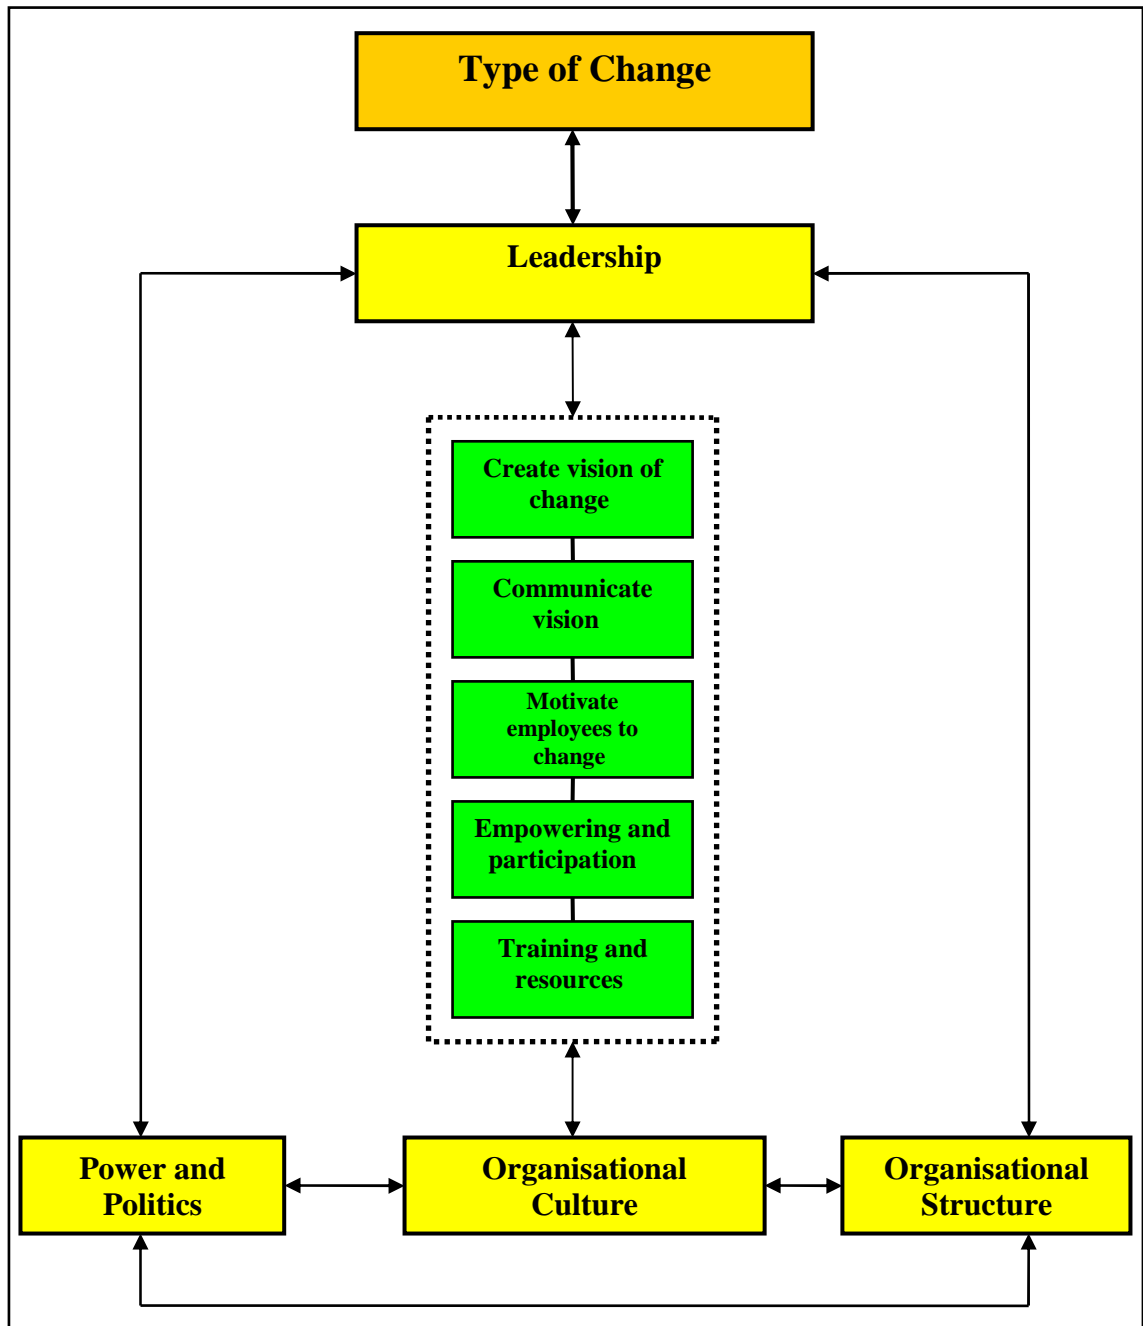 Type of Change
Leadership
Create vision of
change
Communicate
vision
Motivate
employees to
change
Empowering and
participation
Training and
resources
Power and
Politics
Organisational
Culture
Organisational
Structure